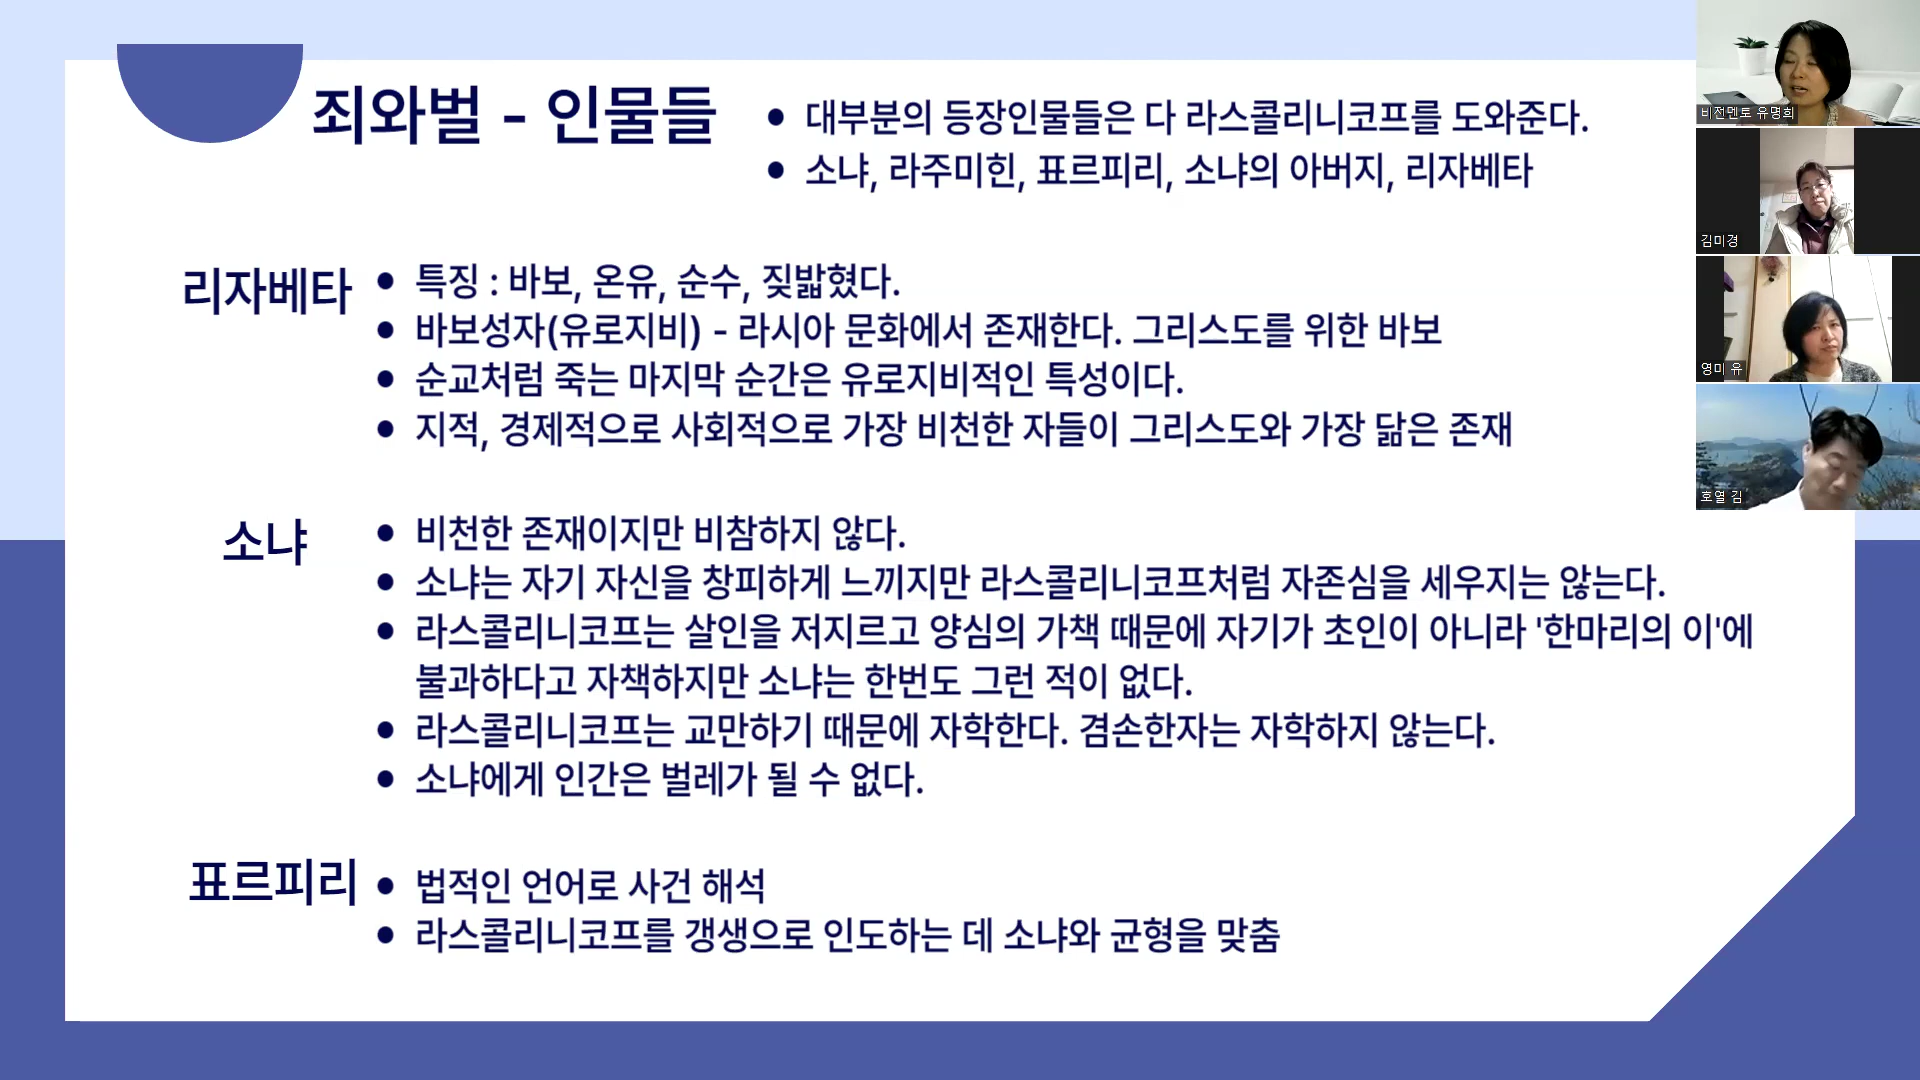 죄와벌 - 인물들
● 대부분의 등장인물들은 다 라스콜리니코프를 도와준다.
● 소냐, 라주미힌, 표르피리, 소냐의 아버지, 리자베타
리자베타
● 특징 : 바보, 온유, 순수, 짖밟혔다.
● 바보성자(유로지비) - 라시아 문화에서 존재한다. 그리스도를 위한 바보
● 순교처럼 죽는 마지막 순간은 유로지비적인 특성이다.
● 지적, 경제적으로 사회적으로 가장 비천한 자들이 그리스도와 가장 닮은 존재
소냐
● 비천한 존재이지만 비참하지 않다.
● 소냐는 자기 자신을 창피하게 느끼지만 라스콜리니코프처럼 자존심을 세우지는 않는다.
● 라스콜리니코프는 살인을 저지르고 양심의 가책 때문에 자기가 초인이 아니라 '한마리의 이'에
불과하다고 자책하지만 소냐는 한번도 그런 적이 없다.
● 라스콜리니코프는 교만하기 때문에 자학한다. 겸손한자는 자학하지 않는다.
● 소냐에게 인간은 벌레가 될 수 없다.
표르피리
● 법적인 언어로 사건 해석
● 라스콜리니코프를 갱생으로 인도하는 데 소냐와 균형을 맞춤
비전멘토 유명희
김미경
영미 유
호열 김